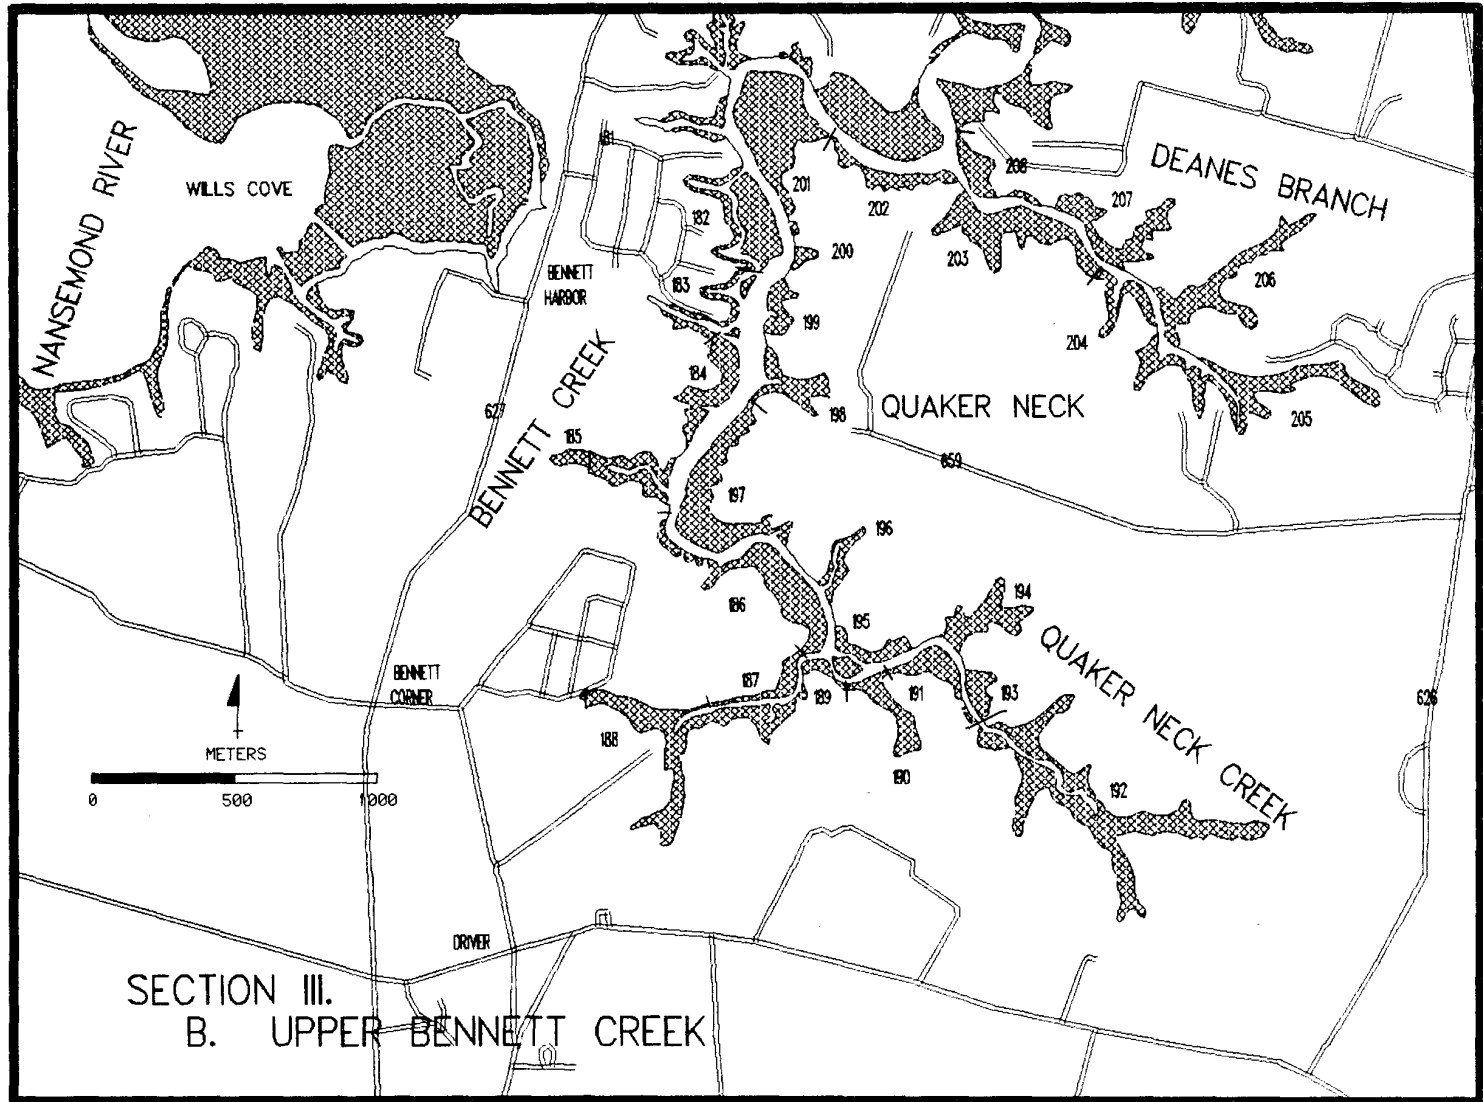 NANSEMOND RIVER
WILLS COVE
DEANES BRANCH
201
208
207
182
202
200
203
206
BENNETT
HARBOR
183
199
204
184
627
BENNETT CREEK
198
QUAKER NECK
205
185
659
197
196
186
194
195
QUAKER NECK CREEK
BENNETT
CORNER
187
189
191
193
188
190
192
626
METERS
0 500 1000
DRIVER
SECTION III.
B. UPPER BENNETT CREEK